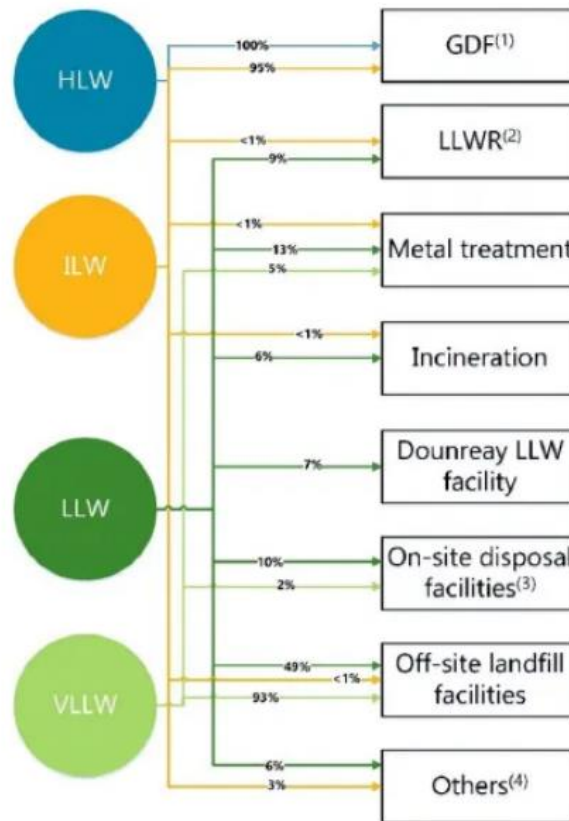 100%
GDF(1)
HLW
95%
<1%
LLWR(2)
9%
<1%
ILW
13%
Metal treatment
5%
<1%
Incineration
6%
Dounreay LLW
7%
facility
LLW
10%
On-site disposal
2%
facilities(3)
49%
Off-site landfill
<1%
VLLW
93%
facilities
6%
Others(4)
3%